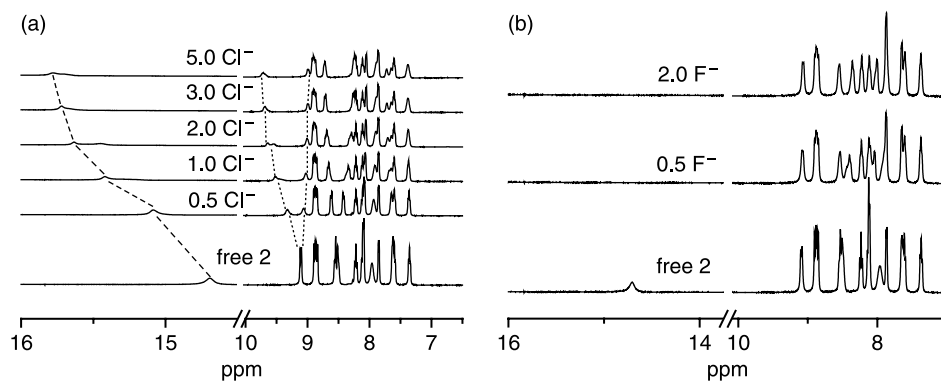 (a)
5.0 Cl⁻
3.0 Cl⁻
2.0 Cl⁻
1.0 Cl⁻
0.5 Cl⁻
free 2
16 15 10 9 8 7
ppm
(b)
2.0 F⁻
0.5 F⁻
free 2
16 14 10 8
ppm